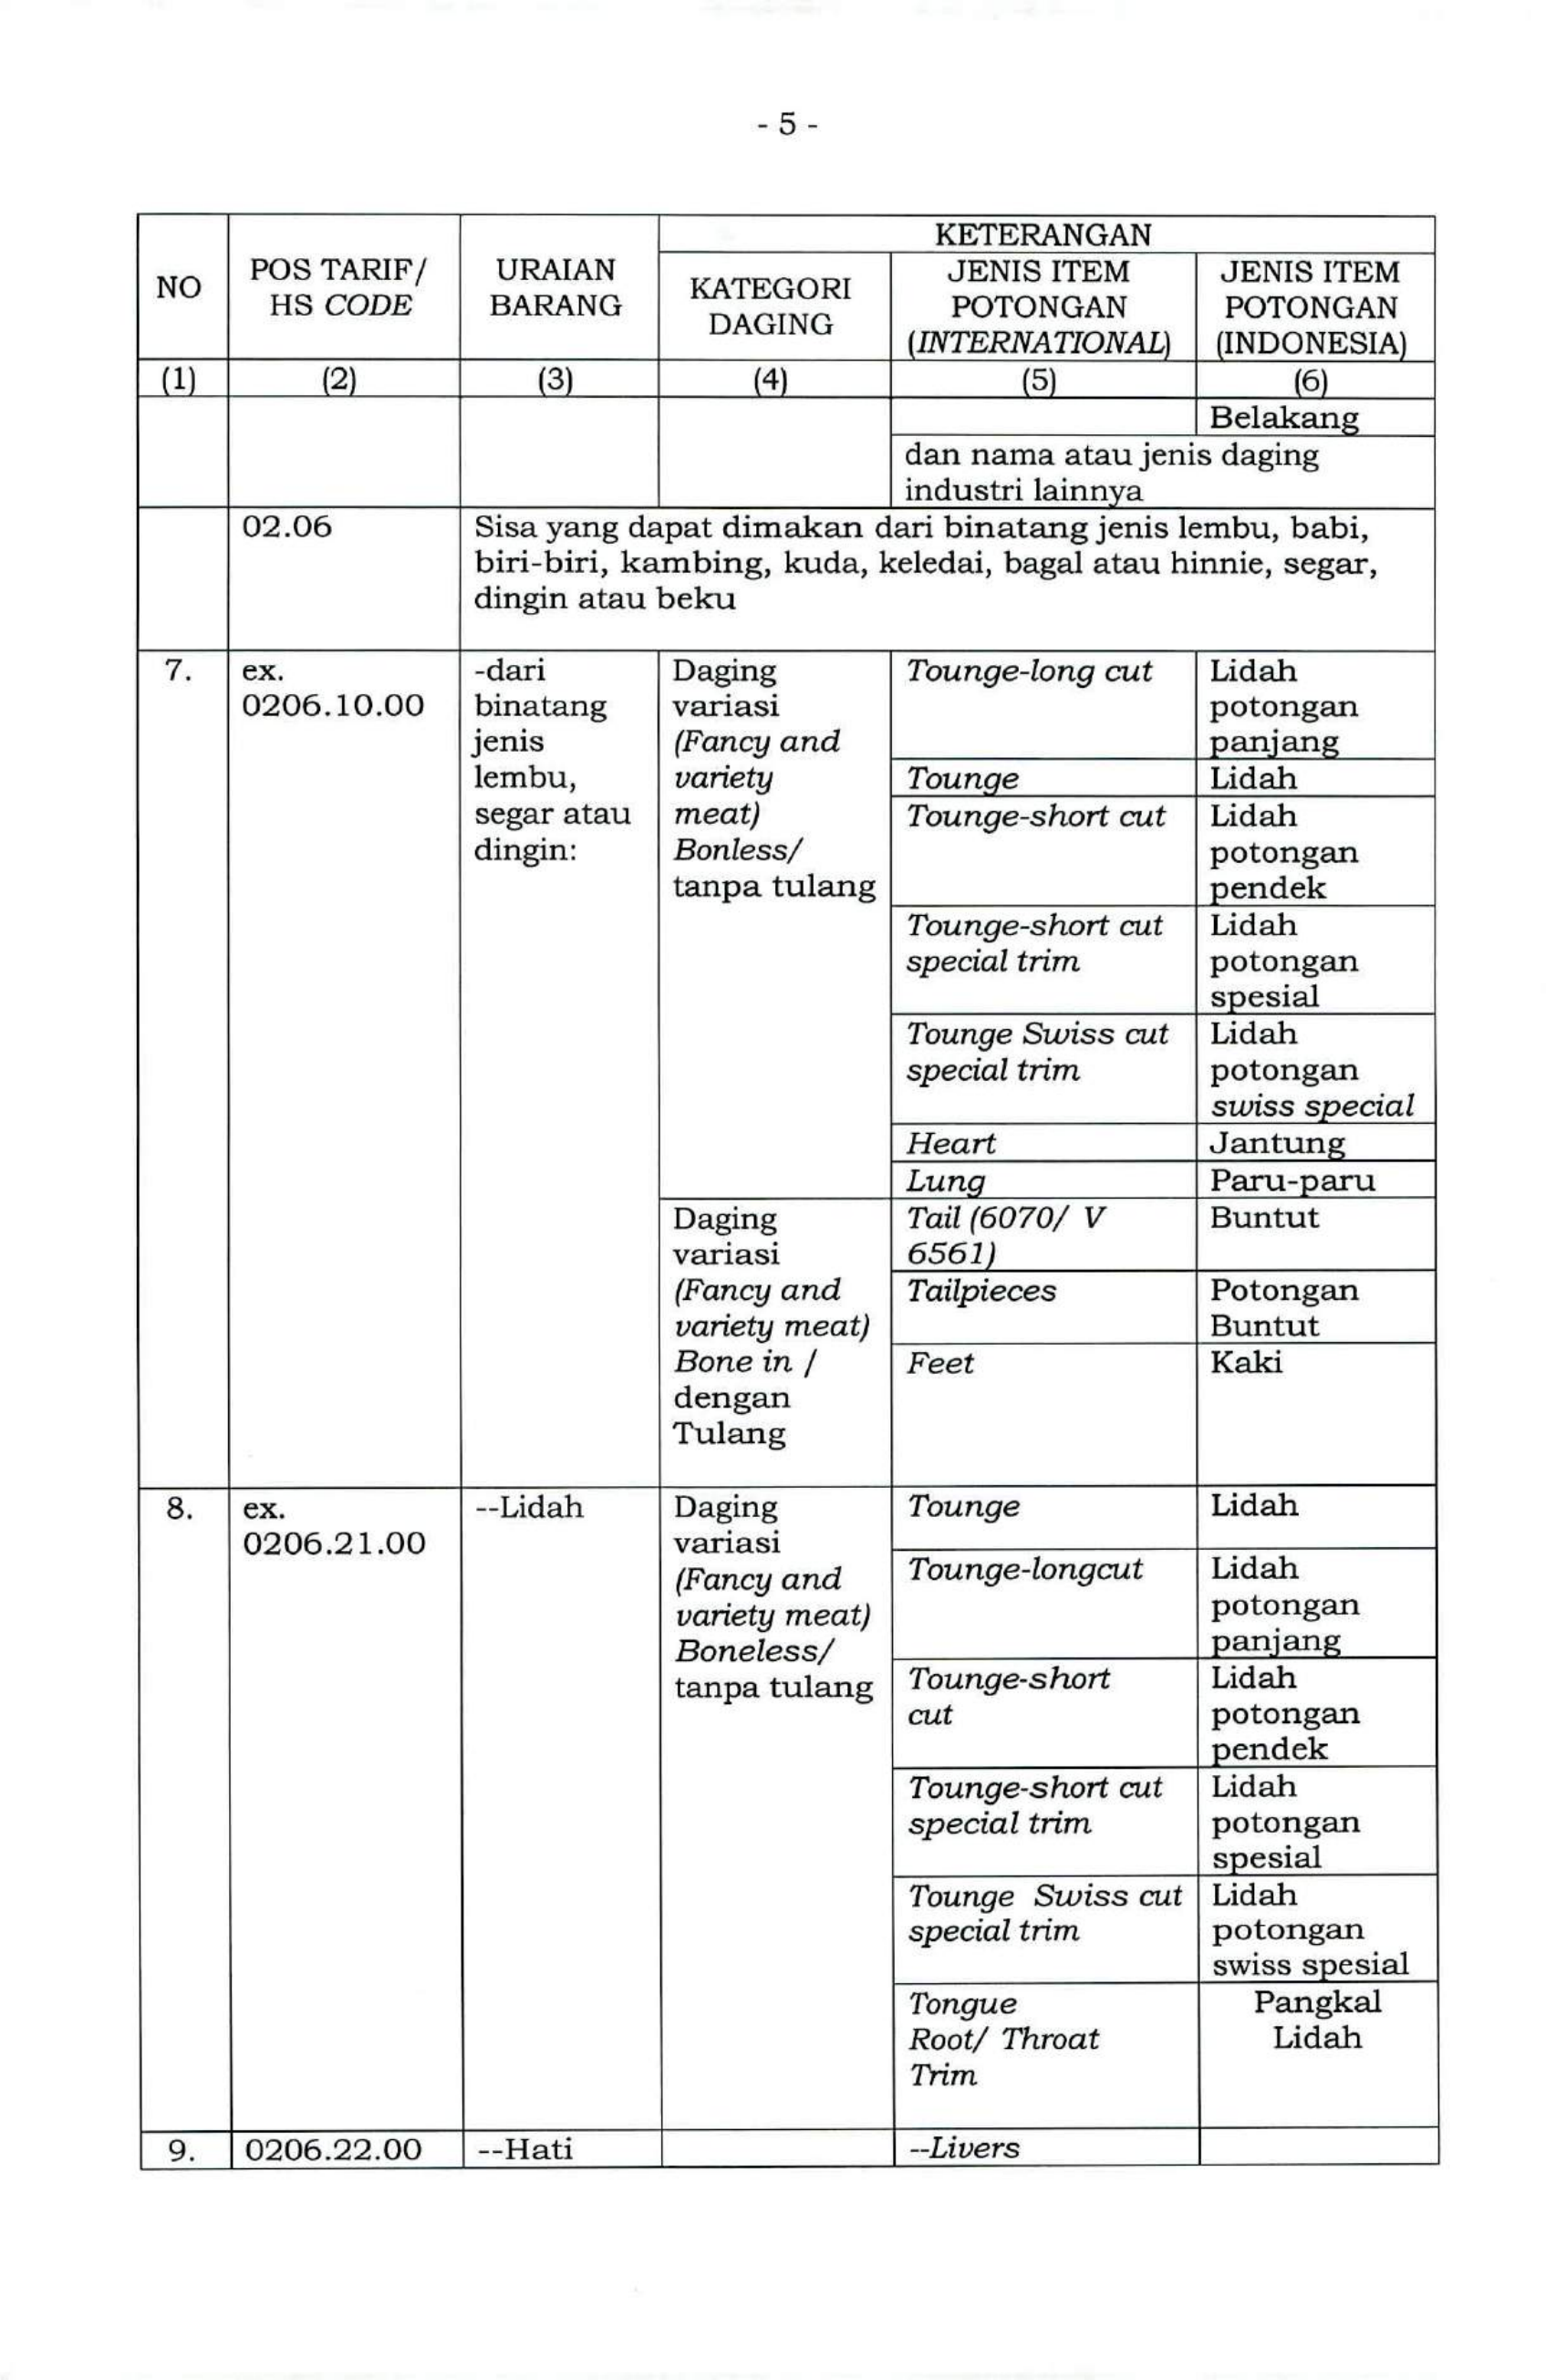 - 5 -
KETERANGAN
NO
POS TARIF/
HS CODE
URAIAN
BARANG
KATEGORI
DAGING
JENIS ITEM
POTONGAN
(INTERNATIONAL)
JENIS ITEM
POTONGAN
(INDONESIA)
(1)
(2)
(3)
(4)
(5)
(6)
Belakang
dan nama atau jenis daging
industri lainnya
02.06
Sisa yang dapat dimakan dari binatang jenis lembu, babi,
biri-biri, kambing, kuda, keledai, bagal atau hinnie, segar,
dingin atau beku
7.
ex.
0206.10.00
-dari
binatang
jenis
lembu,
segar atau
dingin:
Daging
variasi
(Fancy and
variety
meat)
Bonless/
tanpa tulang
Tounge-long cut
Lidah
potongan
panjang
Tounge
Lidah
Tounge-short cut
Lidah
potongan
pendek
Tounge-short cut
special trim
Lidah
potongan
spesial
Tounge Swiss cut
special trim
Lidah
potongan
swiss special
Heart
Jantung
Lung
Paru-paru
Daging
variasi
(Fancy and
variety meat)
Bone in /
dengan
Tulang
Tail (6070/ V
6561)
Buntut
Tailpieces
Potongan
Buntut
Feet
Kaki
8.
ex.
0206.21.00
--Lidah
Daging
variasi
(Fancy and
variety meat)
Boneless/
tanpa tulang
Tounge
Lidah
Tounge-longcut
Lidah
potongan
panjang
Tounge-short
cut
Lidah
potongan
pendek
Tounge-short cut
special trim
Lidah
potongan
spesial
Tounge Swiss cut
special trim
Lidah
potongan
swiss spesial
Tongue
Root/ Throat
Trim
Pangkal
Lidah
9.
0206.22.00
--Hati
--Livers